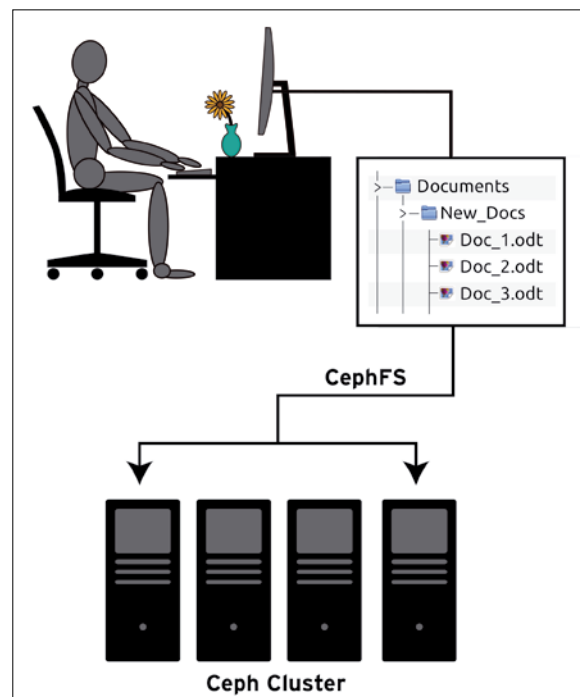 Documents
New_Docs
Doc_1.odt
Doc_2.odt
Doc_3.odt
CephFS
Ceph Cluster